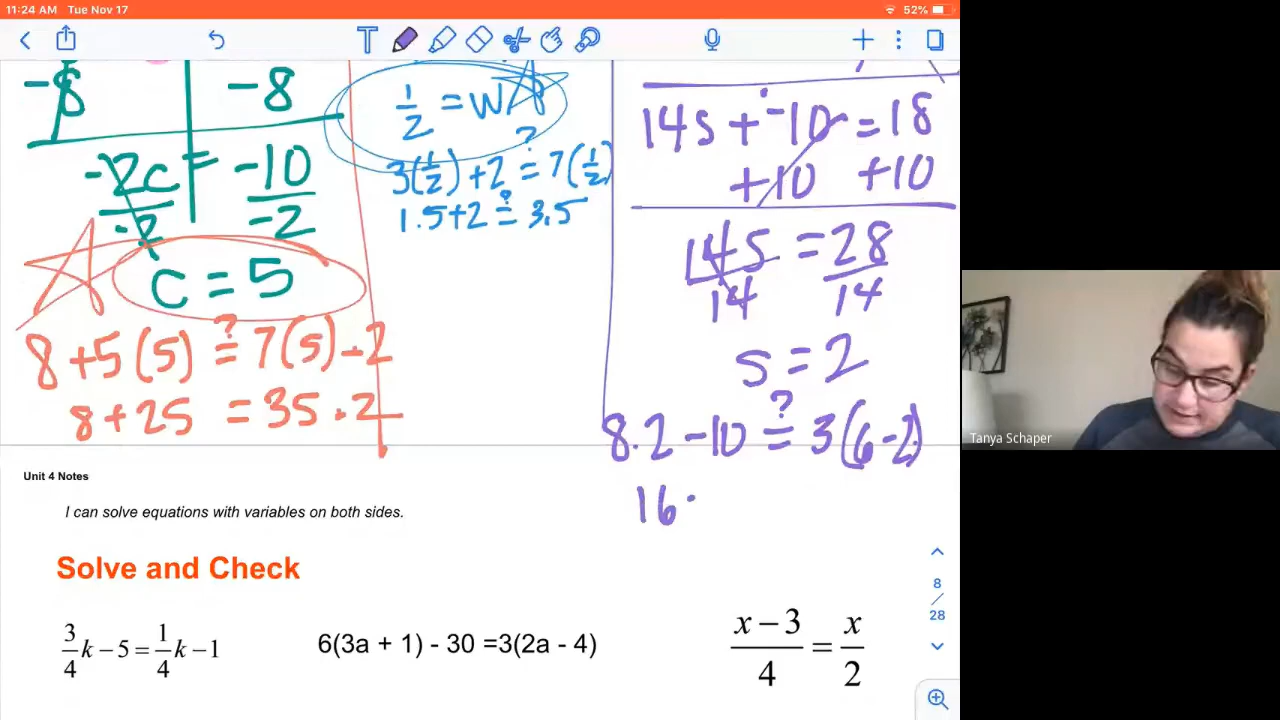 11:24 AM Tue Nov 17
52%
-8 -8
-2c = -10
-2 -2
c = 5
8 + 5(5) ?= 7(5) - 2
8 + 25 = 35 - 2
1/2 = w
3(1/2) + 2 ?= 7(1/2)
1.5 + 2 ?= 3.5
14s + -10 = 18
+10 +10
14s = 28
14 14
s = 2
8·2 - 10 ?= 3(6 - 2)
16
Tanya Schaper
Unit 4 Notes
I can solve equations with variables on both sides.
Solve and Check
3/4 k - 5 = 1/4 k - 1
6(3a + 1) - 30 =3(2a - 4)
x - 3 / 4 = x / 2
8 / 28